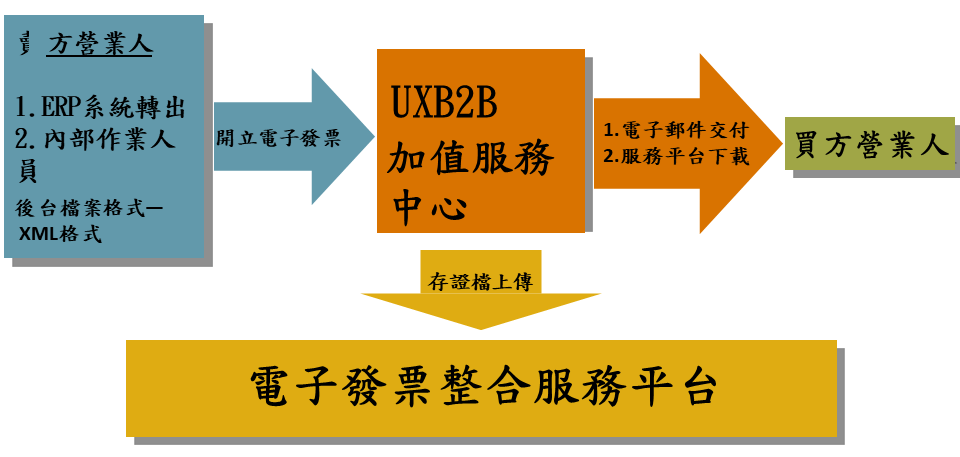 賣方營業人
1.ERP系統轉出
2.內部作業人
員
後台檔案格式—
XML格式
開立電子發票
UXB2B
加值服務
中心
1.電子郵件交付
2.服務平台下載
買方營業人
存證檔上傳
電子發票整合服務平台